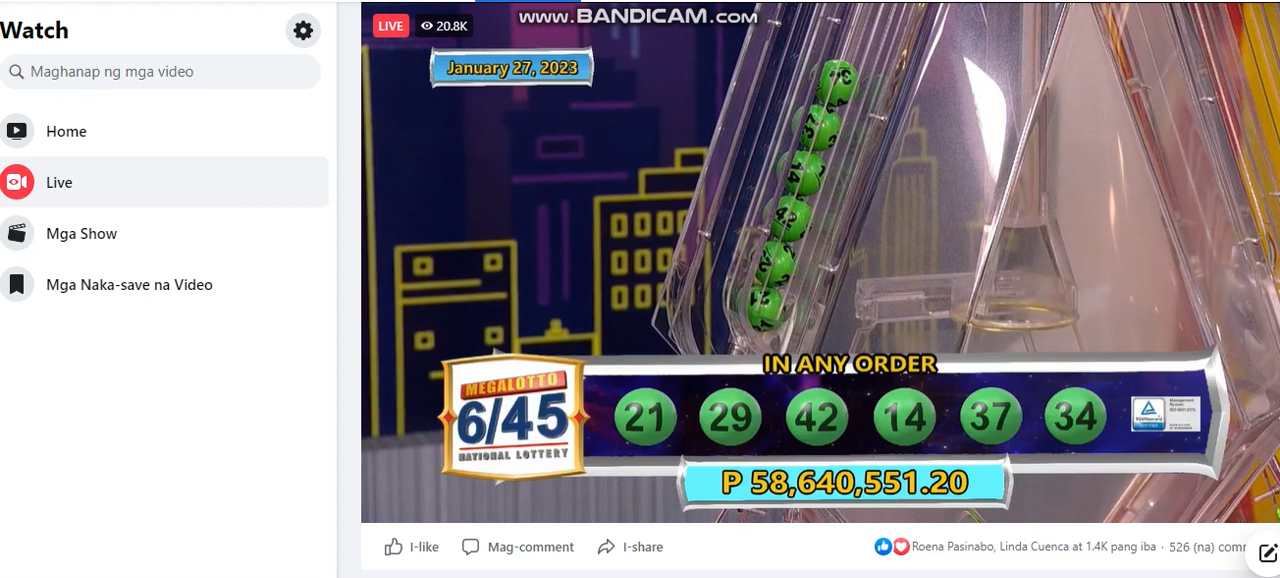 Watch
Maghanap ng mga video
Home
Live
Mga Show
Mga Naka-save na Video
www.BANDICAM.com
LIVE 20.8K
January 27, 2023
37
14
42
IN ANY ORDER
MEGALOTTO
6/45
NATIONAL LOTTERY
21 29 42 14 37 34
P 58,640,551.20
I-like Mag-comment I-share
Roena Pasinabo, Linda Cuenca at 1.4K pang iba · 526 (na) comm